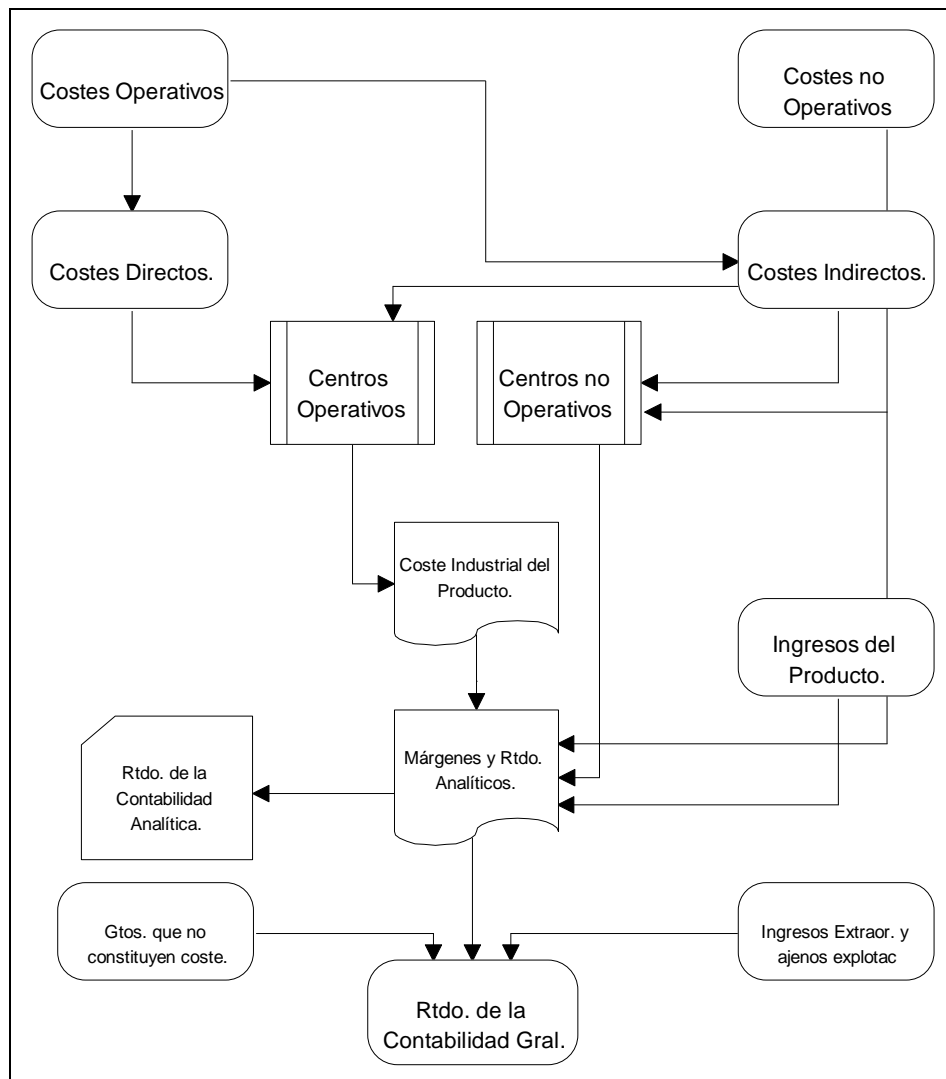 Costes Operativos
Costes no
Operativos
Costes Directos.
Costes Indirectos.
Centros
Operativos
Centros no
Operativos
Coste Industrial del
Producto.
Ingresos del
Producto.
Rtdo. de la
Contabilidad
Analítica.
Márgenes y Rtdo.
Analíticos.
Gtos. que no
constituyen coste.
Ingresos Extraor. y
ajenos explotac
Rtdo. de la
Contabilidad Gral.